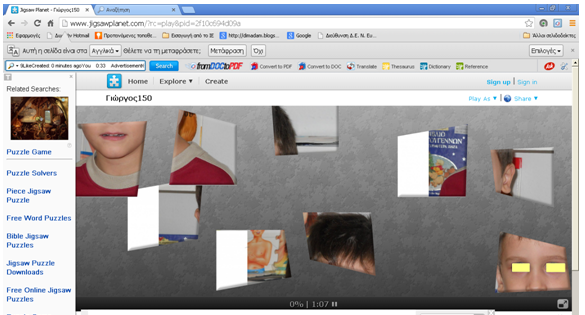 Jigsaw Planet - Γιώργος150
Αναζήτηση
www.jigsawplanet.com/?rc=play&pid=2f10c694d09a
Εφαρμογές
Hotmail
Google
Αυτή η σελίδα είναι στα Αγγλικά Θέλετε να τη μεταφράσετε; Μετάφραση Όχι Επιλογές
Search
fromDOCtoPDF
Convert to PDF
Convert to DOC
Translate
Thesaurus
Dictionary
Reference
Related Searches:
Puzzle Game
Puzzle Solvers
Piece Jigsaw
Puzzle
Free Word Puzzles
Bible Jigsaw
Puzzles
Jigsaw Puzzle
Downloads
Free Online Jigsaw
Puzzles
Home Explore Create
Sign up | Sign in
Γιώργος150
Play As | Share
0% | 1:07